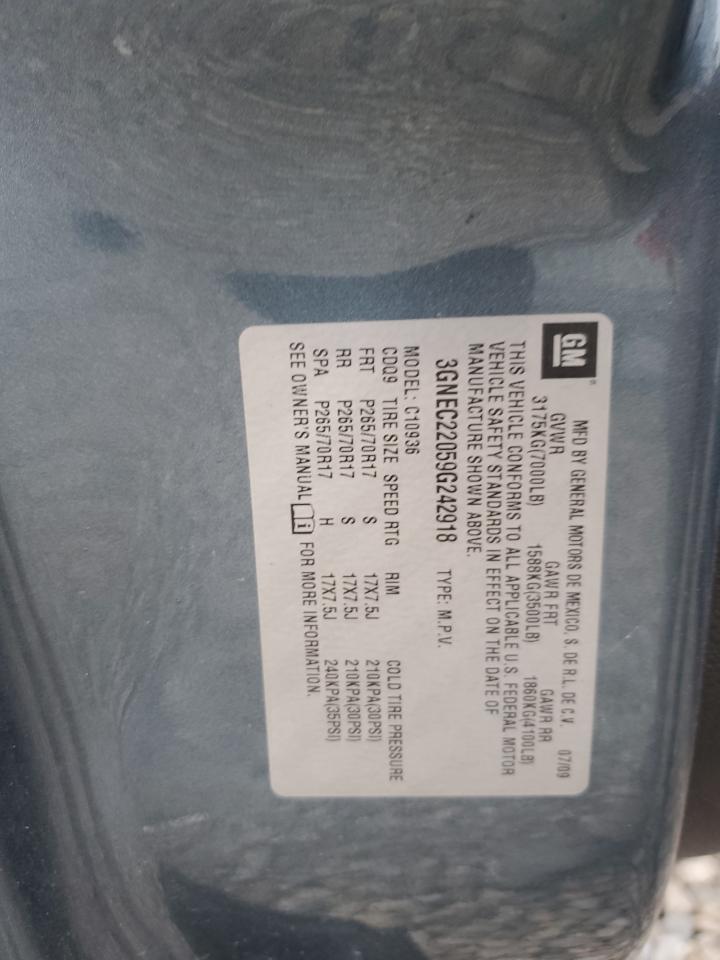 GM
MFD BY GENERAL MOTORS DE MEXICO, S. DE R.L. DE C.V. 07/09
GVWR GAWR FRT GAWR RR
3175KG(7000LB) 1588KG(3500LB) 1860KG(4100LB)
THIS VEHICLE CONFORMS TO ALL APPLICABLE U.S. FEDERAL MOTOR
VEHICLE SAFETY STANDARDS IN EFFECT ON THE DATE OF
MANUFACTURE SHOWN ABOVE.
3GNEC22059G242918 TYPE: M.P.V.
MODEL: C10936
CDQ9 TIRE SIZE SPEED RTG RIM COLD TIRE PRESSURE
FRT P265/70R17 S 17X7.5J 210KPA(30PSI)
RR P265/70R17 S 17X7.5J 210KPA(30PSI)
SPA P265/70R17 H 17X7.5J 240KPA(35PSI)
SEE OWNER'S MANUAL FOR MORE INFORMATION.